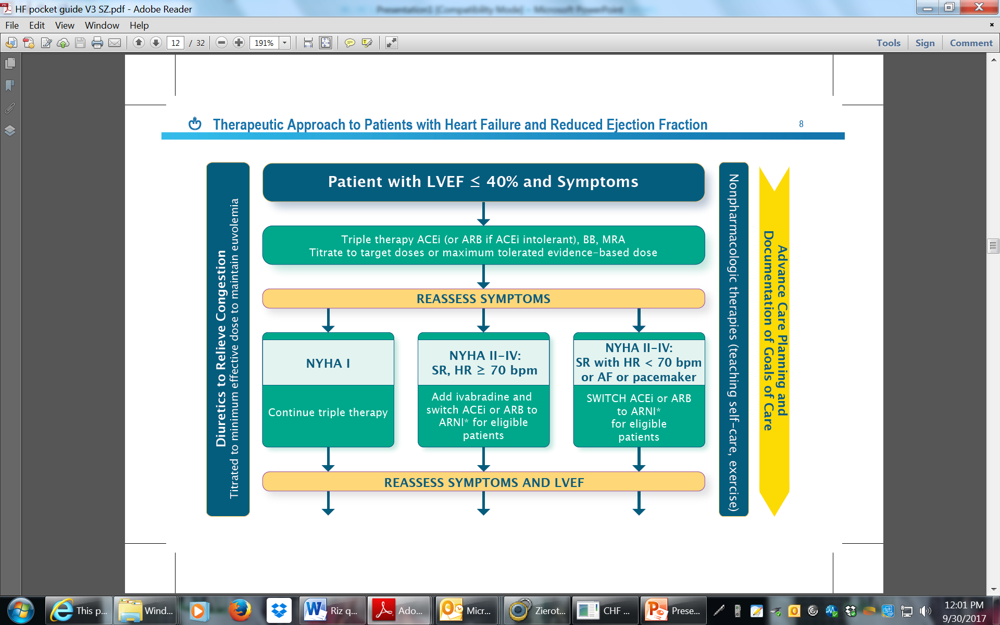 HF pocket guide V3 SZ.pdf - Adobe Reader
Presentation1 [Compatibility Mode] - Microsoft PowerPoint
File Edit View Window Help
12 / 32 191%
Tools Sign Comment
Therapeutic Approach to Patients with Heart Failure and Reduced Ejection Fraction
8
Diuretics to Relieve Congestion
Titrated to minimum effective dose to maintain euvolemia
Patient with LVEF ≤ 40% and Symptoms
Triple therapy ACEi (or ARB if ACEi intolerant), BB, MRA
Titrate to target doses or maximum tolerated evidence-based dose
REASSESS SYMPTOMS
NYHA I
Continue triple therapy
NYHA II-IV:
SR, HR ≥ 70 bpm
Add ivabradine and
switch ACEi or ARB to
ARNI* for eligible
patients
NYHA II-IV:
SR with HR < 70 bpm
or AF or pacemaker
SWITCH ACEi or ARB
to ARNI*
for eligible
patients
REASSESS SYMPTOMS AND LVEF
Nonpharmacologic therapies (teaching self-care, exercise)
Advance Care Planning and
Documentation of Goals of Care
This p...
Wind...
Riz q...
Ado...
Micr...
Zierot...
CHF ...
Prese...
12:01 PM
9/30/2017